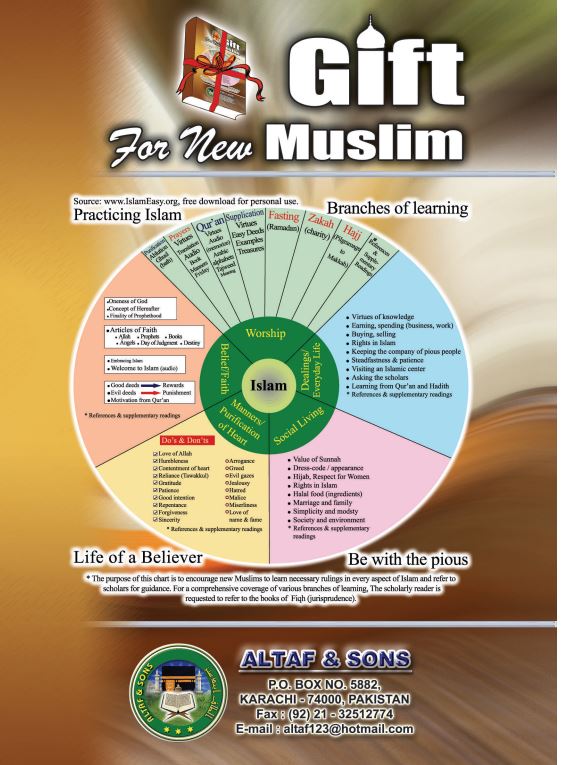 Gift
For New Muslim
Source: www.IslamEasy.org, free download for personal use.
Practicing Islam
Branches of learning
Purification
Ablution
Ghusl
(bath)
Prayers
Virtues
Translation
Audio
Book
Manners
Friday
Qur'an
Virtues
Audio
(memorize)
Arabic
alphabets
Tajweed
Meaning
Supplication
Virtues
Easy Deeds
Examples
Treasures
Fasting
(Ramadan)
Zakah
(charity)
Hajj
(Pilgrimage
to
Makkah)
* References
&
Supple-
mentary
Readings
Oneness of God
Concept of Hereafter
Finality of Prophethood
Articles of Faith
Allah Prophets Books
Angels Day of Judgment Destiny
Embracing Islam
Welcome to Islam (audio)
Good deeds Rewards
Evil deeds Punishment
Motivation from Qur'an
* References & supplementary readings
Worship
Belief/Faith
Islam
Dealings/
Everyday Life
Manners/
Purification
of Heart
Social Living
Virtues of knowledge
Earning, spending (business, work)
Buying, selling
Rights in Islam
Keeping the company of pious people
Steadfastness & patience
Visiting an Islamic center
Asking the scholars
Learning from Qur'an and Hadith
* References & supplementary readings
Do's & Don'ts
Love of Allah
Humbleness
Contentment of heart
Reliance (Tawakkul)
Gratitude
Patience
Good intention
Repentance
Forgiveness
Sincerity
Arrogance
Greed
Evil gazes
Jealousy
Hatred
Malice
Miserliness
Love of
name & fame
* References & supplementary readings
Value of Sunnah
Dress-code / appearance
Hijab, Respect for Women
Rights in Islam
Halal food (ingredients)
Marriage and family
Simplicity and modsty
Society and environment
* References & supplementary
readings
Life of a Believer
Be with the pious
* The purpose of this chart is to encourage new Muslims to learn necessary rulings in every aspect of Islam and refer to
scholars for guidance. For a comprehensive coverage of various branches of learning, The scholarly reader is
requested to refer to the books of Fiqh (jurisprudence).
ALTAF & SONS
ALTAF & SONS
P.O. BOX NO. 5882,
KARACHI - 74000, PAKISTAN
Fax : (92) 21 - 32512774
E-mail : altaf123@hotmail.com